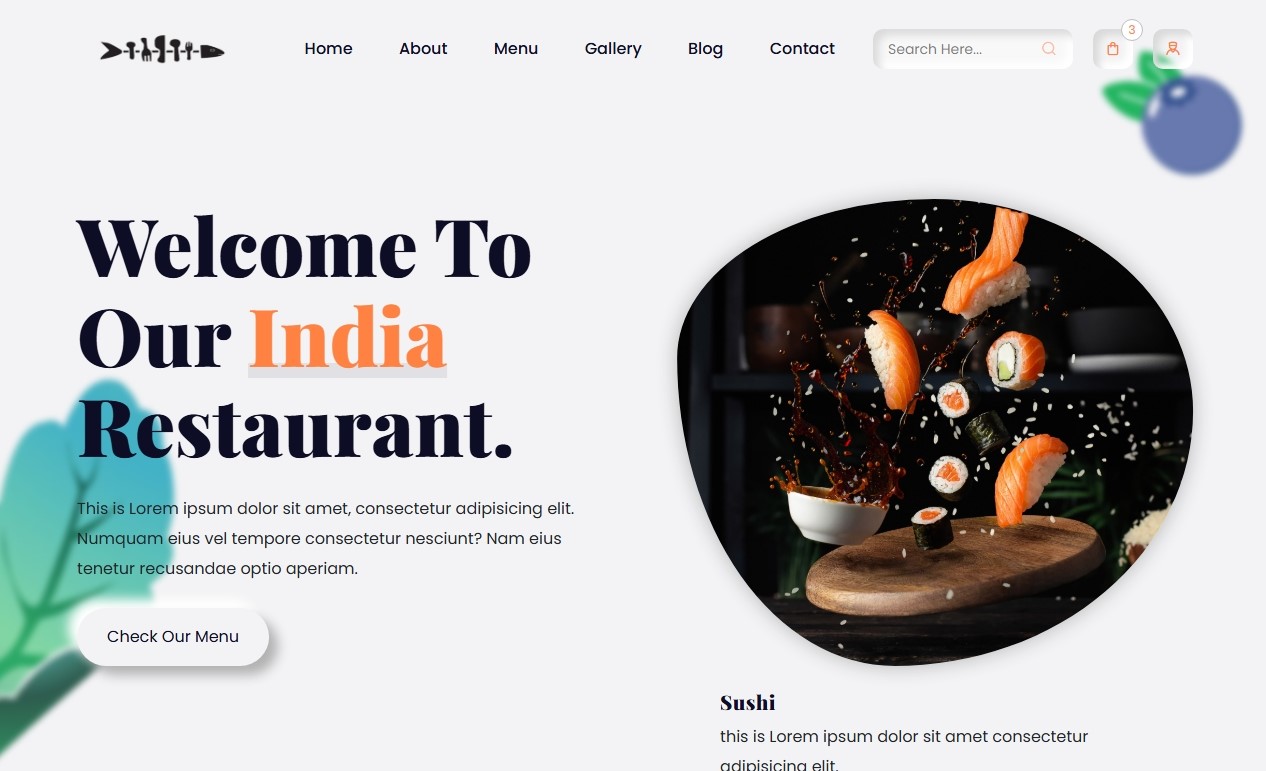 Home
About
Menu
Gallery
Blog
Contact
Search Here...
3
Welcome To
Our India
Restaurant.
This is Lorem ipsum dolor sit amet, consectetur adipisicing elit.
Numquam eius vel tempore consectetur nesciunt? Nam eius
tenetur recusandae optio aperiam.
Check Our Menu
Sushi
this is Lorem ipsum dolor sit amet consectetur
adipisicing elit.